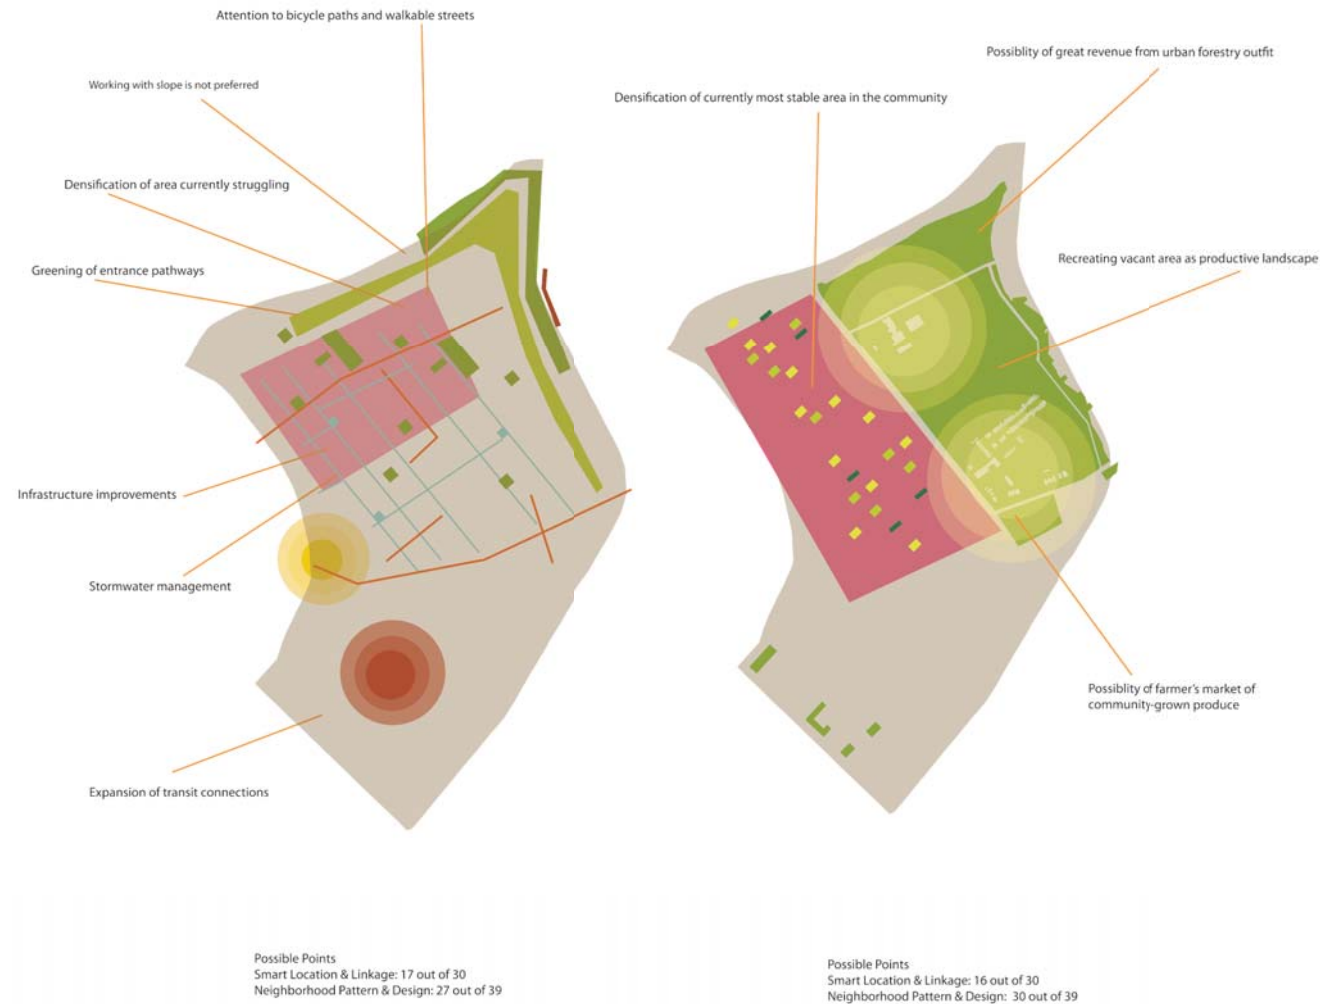 Attention to bicycle paths and walkable streets
Working with slope is not preferred
Densification of area currently struggling
Greening of entrance pathways
Infrastructure improvements
Stormwater management
Expansion of transit connections
Possible Points
Smart Location & Linkage: 17 out of 30
Neighborhood Pattern & Design: 27 out of 39
Possiblity of great revenue from urban forestry outfit
Densification of currently most stable area in the community
Recreating vacant area as productive landscape
Possiblity of farmer's market of
community-grown produce
Possible Points
Smart Location & Linkage: 16 out of 30
Neighborhood Pattern & Design: 30 out of 39